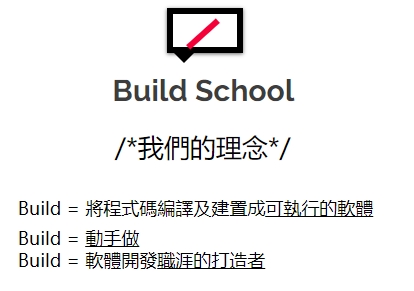 Build School
/*我們的理念*/
Build = 將程式碼編譯及建置成可執行的軟體
Build = 動手做
Build = 軟體開發職涯的打造者